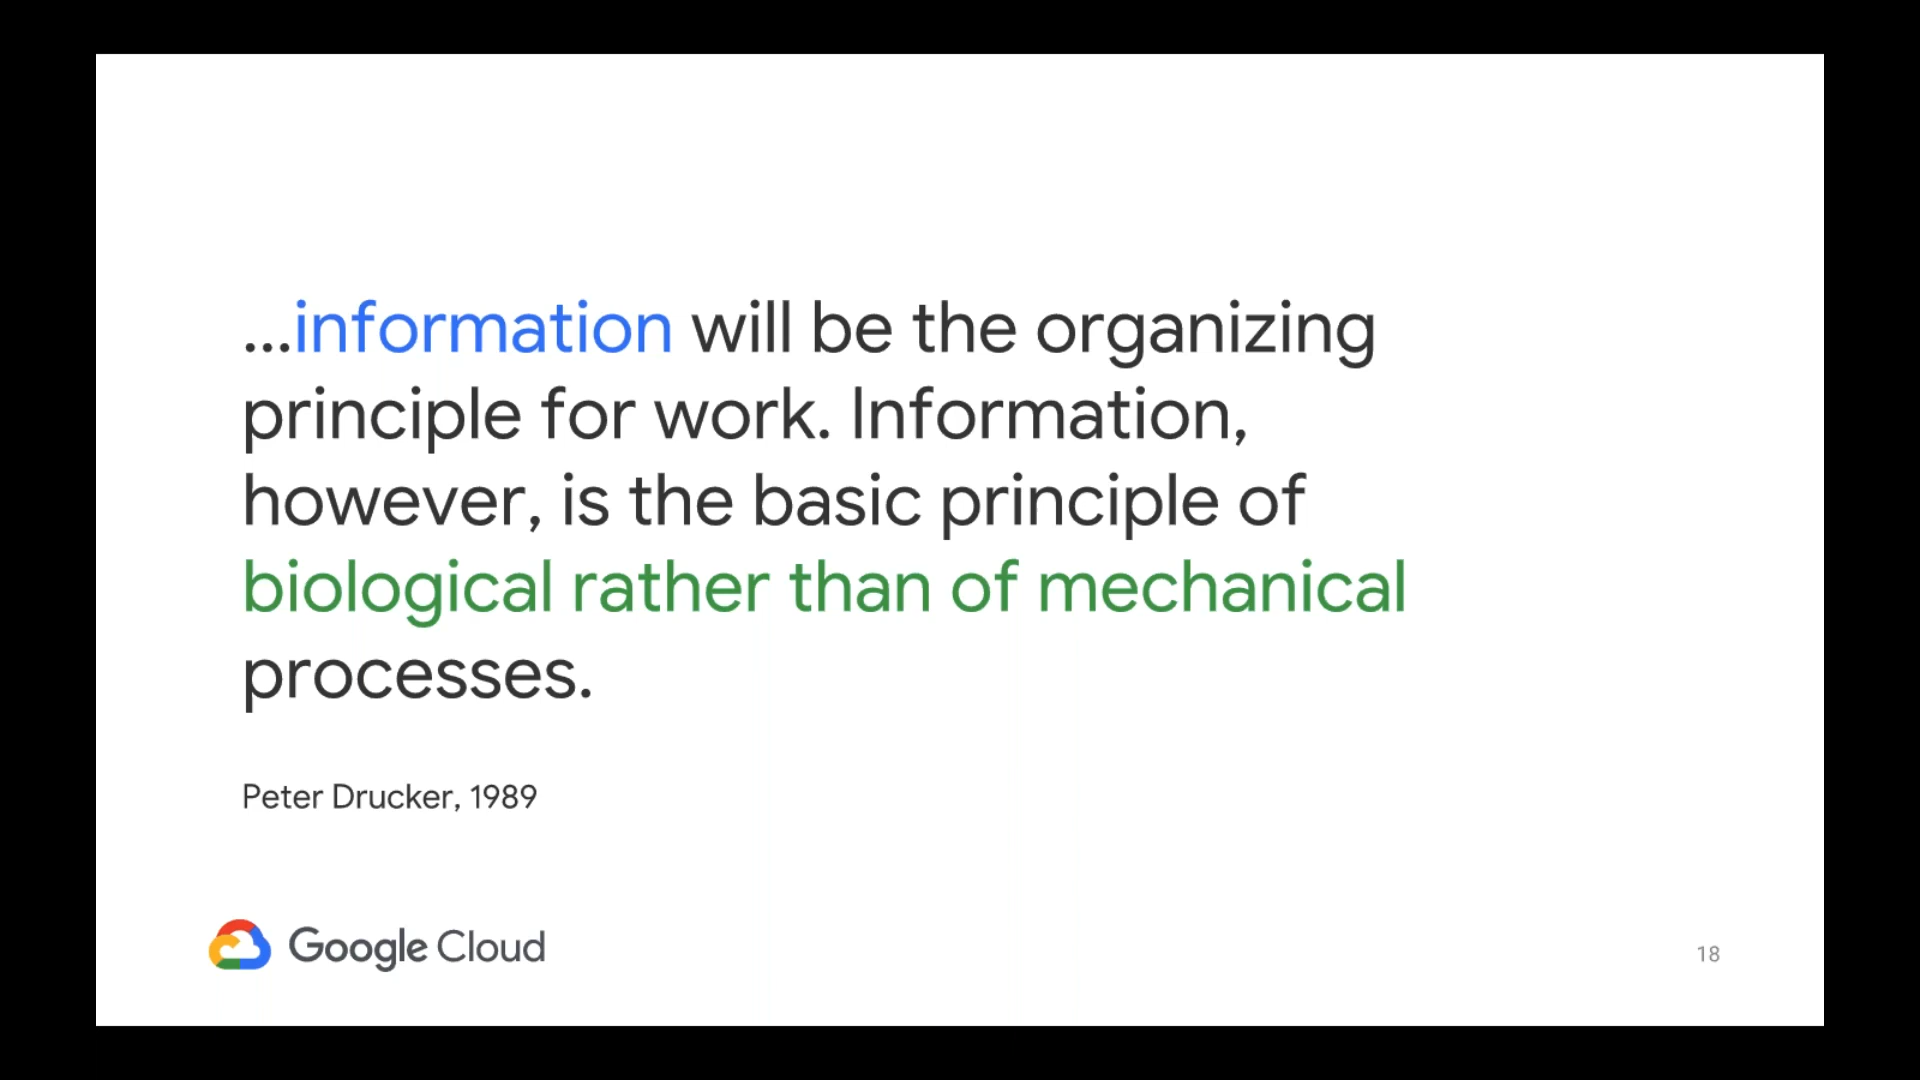 ...information will be the organizing
principle for work. Information,
however, is the basic principle of
biological rather than of mechanical
processes.
Peter Drucker, 1989
Google Cloud
18